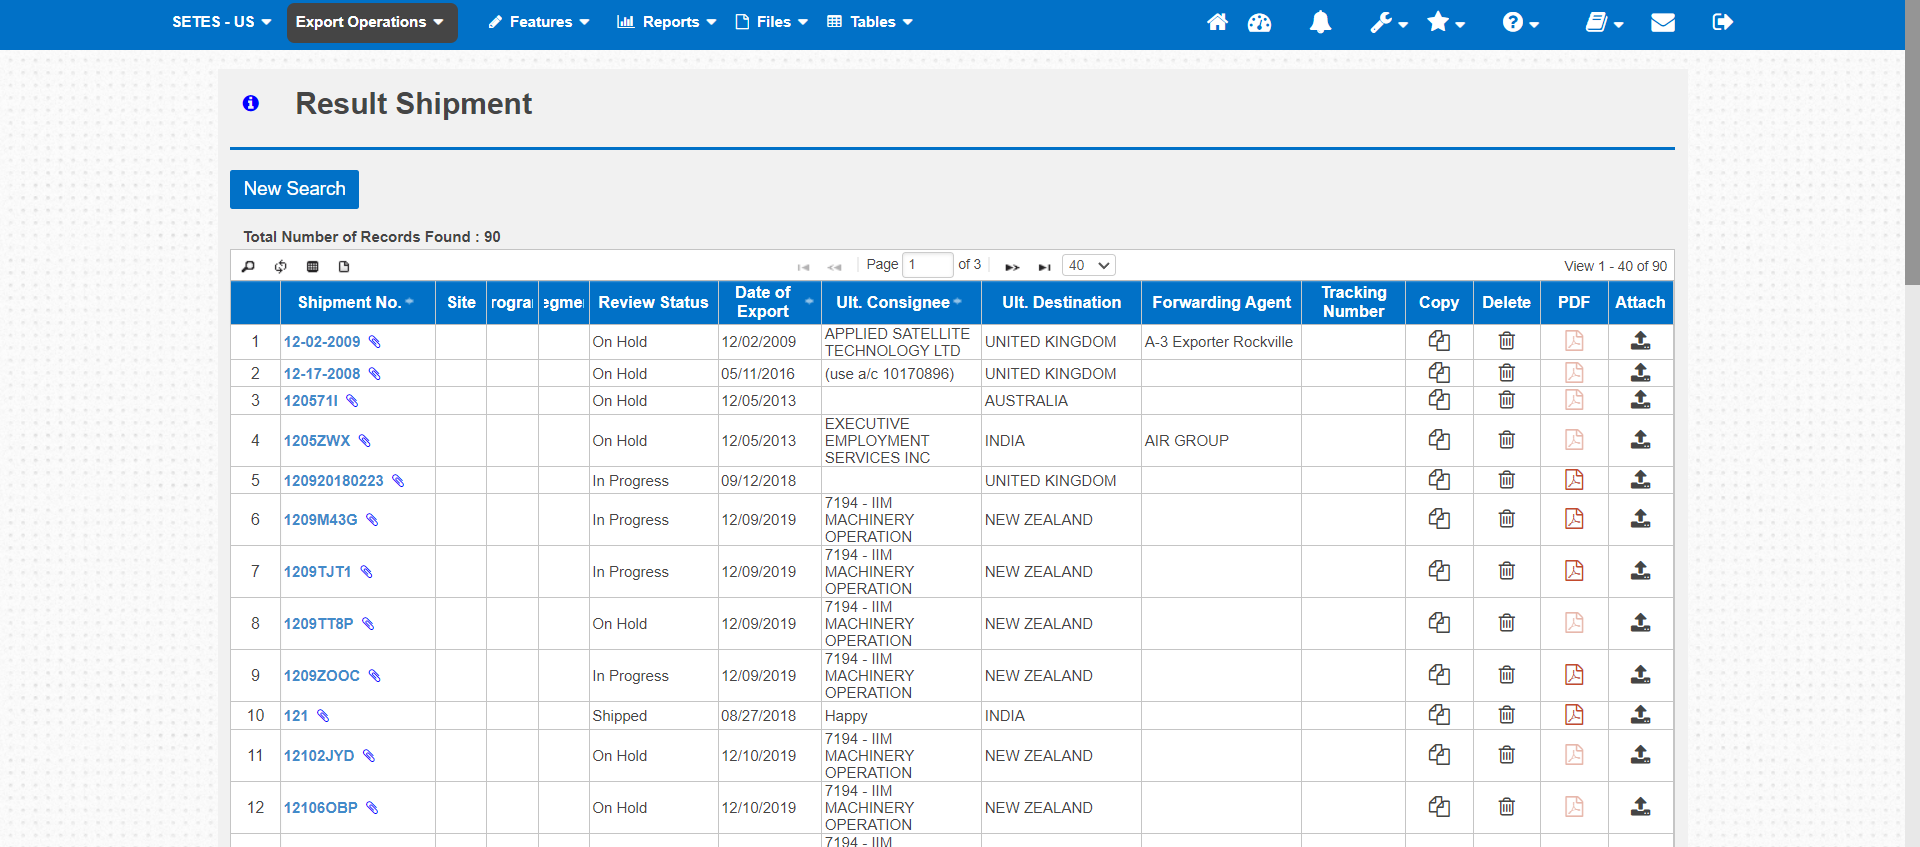 SETES - US Export Operations Features Reports Files Tables
Result Shipment
New Search
Total Number of Records Found : 90
Page 1 of 3 40 View 1 - 40 of 90
Shipment No. Site rogra egme Review Status Date of Export Ult. Consignee Ult. Destination Forwarding Agent Tracking Number Copy Delete PDF Attach
1 12-02-2009 On Hold 12/02/2009 APPLIED SATELLITE TECHNOLOGY LTD UNITED KINGDOM A-3 Exporter Rockville
2 12-17-2008 On Hold 05/11/2016 (use a/c 10170896) UNITED KINGDOM
3 120571I On Hold 12/05/2013 AUSTRALIA
4 1205ZWX On Hold 12/05/2013 EXECUTIVE EMPLOYMENT SERVICES INC INDIA AIR GROUP
5 120920180223 In Progress 09/12/2018 UNITED KINGDOM
6 1209M43G In Progress 12/09/2019 7194 - IIM MACHINERY OPERATION NEW ZEALAND
7 1209TJT1 In Progress 12/09/2019 7194 - IIM MACHINERY OPERATION NEW ZEALAND
8 1209TT8P On Hold 12/09/2019 7194 - IIM MACHINERY OPERATION NEW ZEALAND
9 1209ZOOC In Progress 12/09/2019 7194 - IIM MACHINERY OPERATION NEW ZEALAND
10 121 Shipped 08/27/2018 Happy INDIA
11 12102JYD On Hold 12/10/2019 7194 - IIM MACHINERY OPERATION NEW ZEALAND
12 12106OBP On Hold 12/10/2019 7194 - IIM MACHINERY OPERATION NEW ZEALAND
7194 - IIM